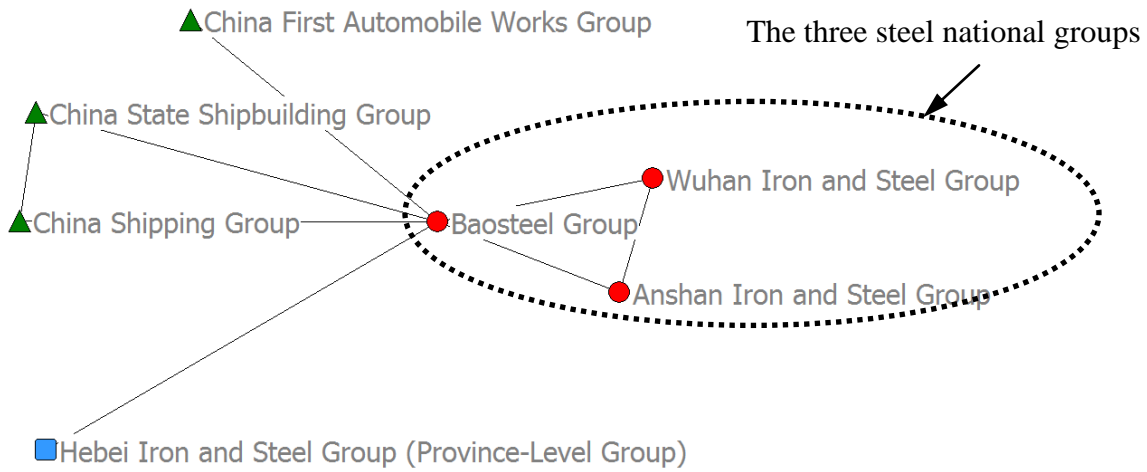 China First Automobile Works Group
The three steel national groups
China State Shipbuilding Group
Wuhan Iron and Steel Group
China Shipping Group
Baosteel Group
Anshan Iron and Steel Group
Hebei Iron and Steel Group (Province-Level Group)